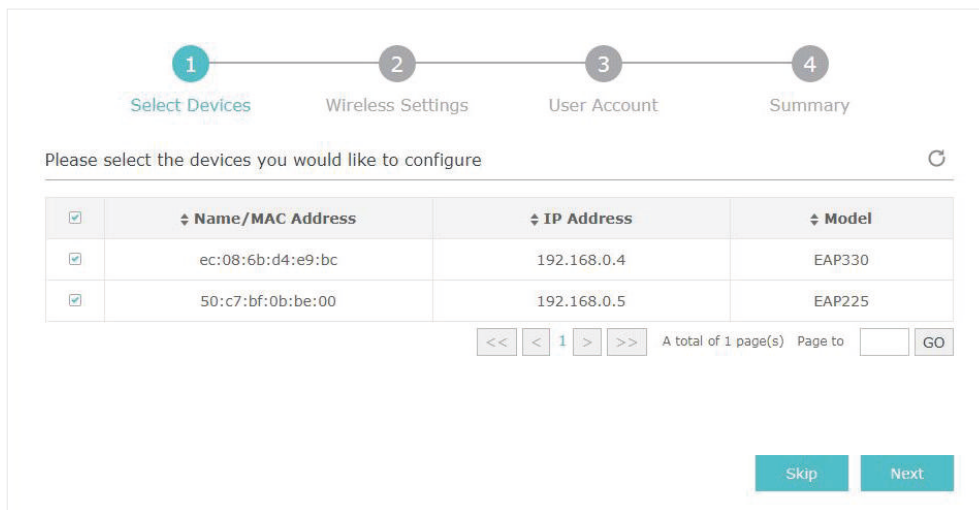 1 2 3 4
Select Devices Wireless Settings User Account Summary
Please select the devices you would like to configure
Name/MAC Address IP Address Model
ec:08:6b:d4:e9:bc 192.168.0.4 EAP330
50:c7:bf:0b:be:00 192.168.0.5 EAP225
<< < 1 > >> A total of 1 page(s) Page to GO
Skip Next